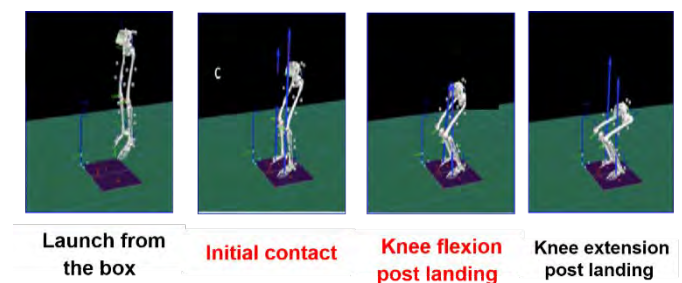 C
Launch from
the box
Initial contact
Knee flexion
post landing
Knee extension
post landing